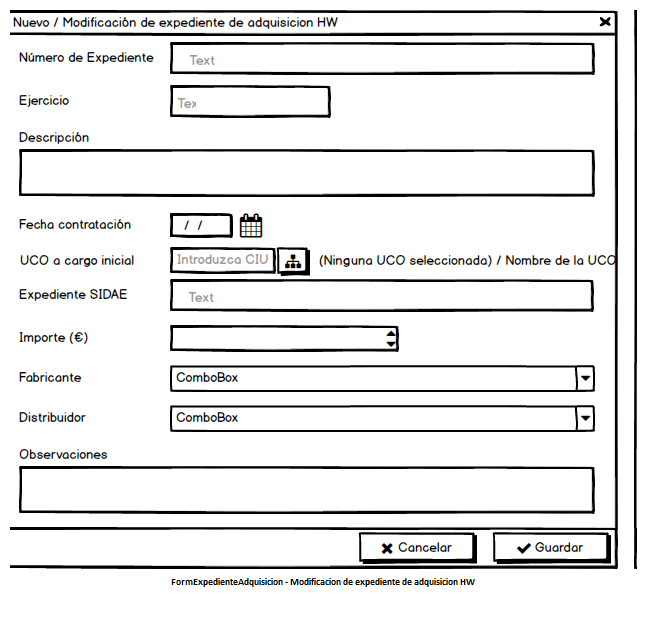 Nuevo / Modificación de expediente de adquisicion HW
Número de Expediente Text
Ejercicio Tex
Descripción
Fecha contratación / /
UCO a cargo inicial Introduzca CIU (Ninguna UCO seleccionada) / Nombre de la UCO
Expediente SIDAE Text
Importe (€)
Fabricante ComboBox
Distribuidor ComboBox
Observaciones
Cancelar Guardar
FormExpedienteAdquisicion - Modificacion de expediente de adquisicion HW